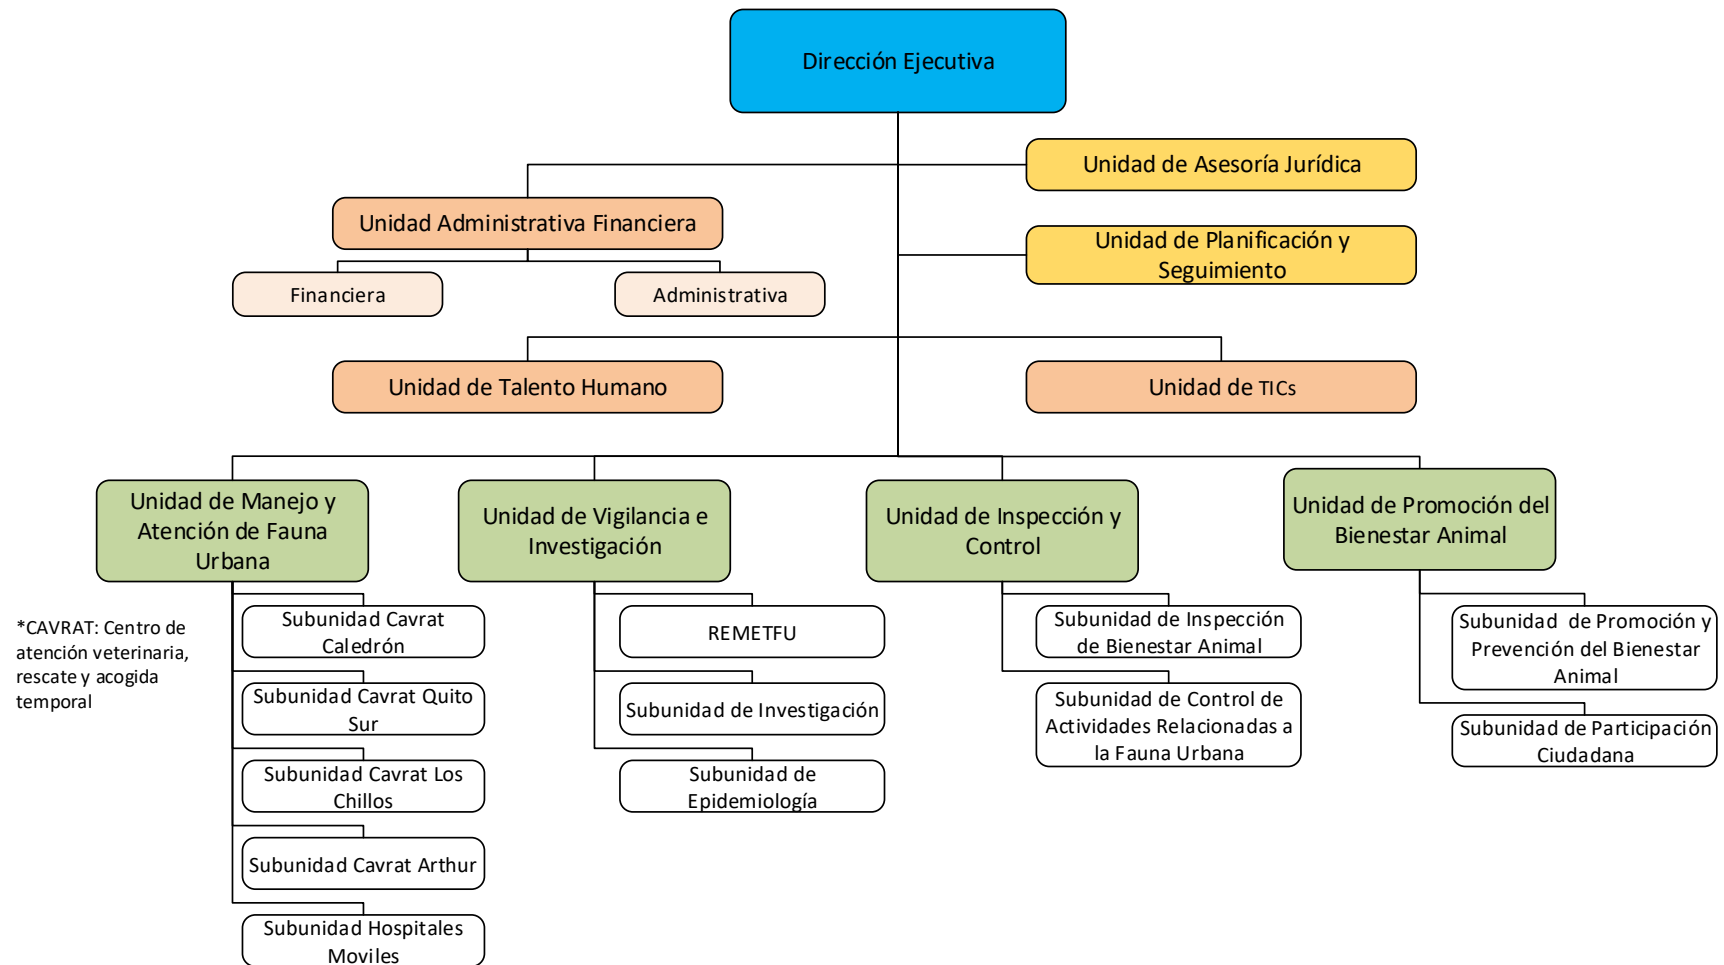 Dirección Ejecutiva
Unidad de Asesoría Jurídica
Unidad Administrativa Financiera
Unidad de Planificación y
Seguimiento
Financiera
Administrativa
Unidad de Talento Humano
Unidad de TICs
Unidad de Manejo y
Atención de Fauna
Urbana
Unidad de Vigilancia e
Investigación
Unidad de Inspección y
Control
Unidad de Promoción del
Bienestar Animal
*CAVRAT: Centro de
atención veterinaria,
rescate y acogida
temporal
Subunidad Cavrat
Caledrón
Subunidad Cavrat Quito
Sur
Subunidad Cavrat Los
Chillos
Subunidad Cavrat Arthur
Subunidad Hospitales
Moviles
REMETFU
Subunidad de Investigación
Subunidad de
Epidemiología
Subunidad de Inspección
de Bienestar Animal
Subunidad de Control de
Actividades Relacionadas a
la Fauna Urbana
Subunidad de Promoción y
Prevención del Bienestar
Animal
Subunidad de Participación
Ciudadana